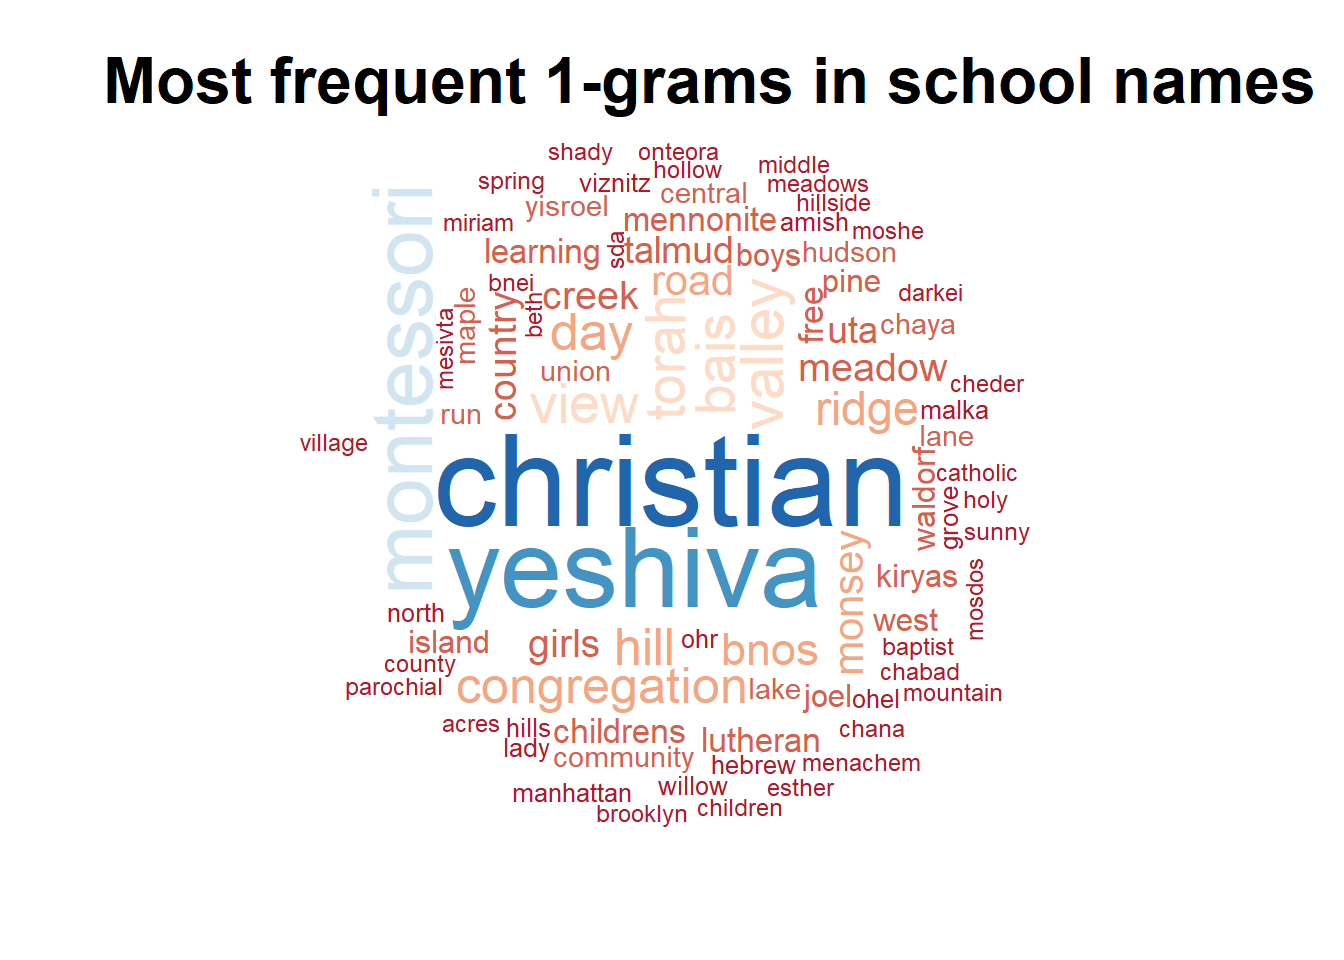 Most frequent 1-grams in school names
shady
onteora
hollow
middle
spring
viznitz
central
meadows
hillside
yisroel
miriam
mennonite
amish
moshe
learning
sda
talmud
boys
hudson
bnei
creek
road
pine
darkei
montessori
mesivta
maple
country
beth
day
torah
bais
valley
free
uta
chaya
union
meadow
cheder
run
view
ridge
malka
lane
village
christian
waldorf
catholic
grove
holy
sunny
yeshiva
monsey
kiryas
mosdos
north
island
girls
hill
ohr
bnos
west
baptist
county
chabad
parochial
congregation
lake
joel
ohel
mountain
acres
hills
childrens
lutheran
chana
lady
community
hebrew
menachem
manhattan
willow
esther
brooklyn
children